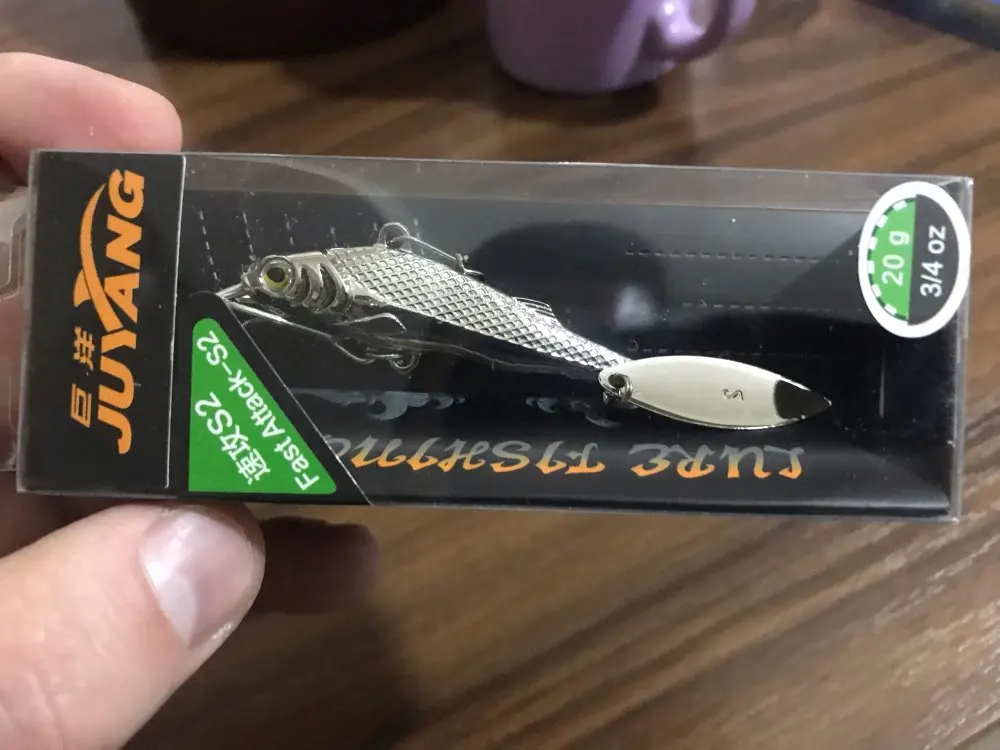 巨洋
JUYANG
速攻S2
Fast Attack-S2
20 g
3/4 oz
LURE FISHING
S